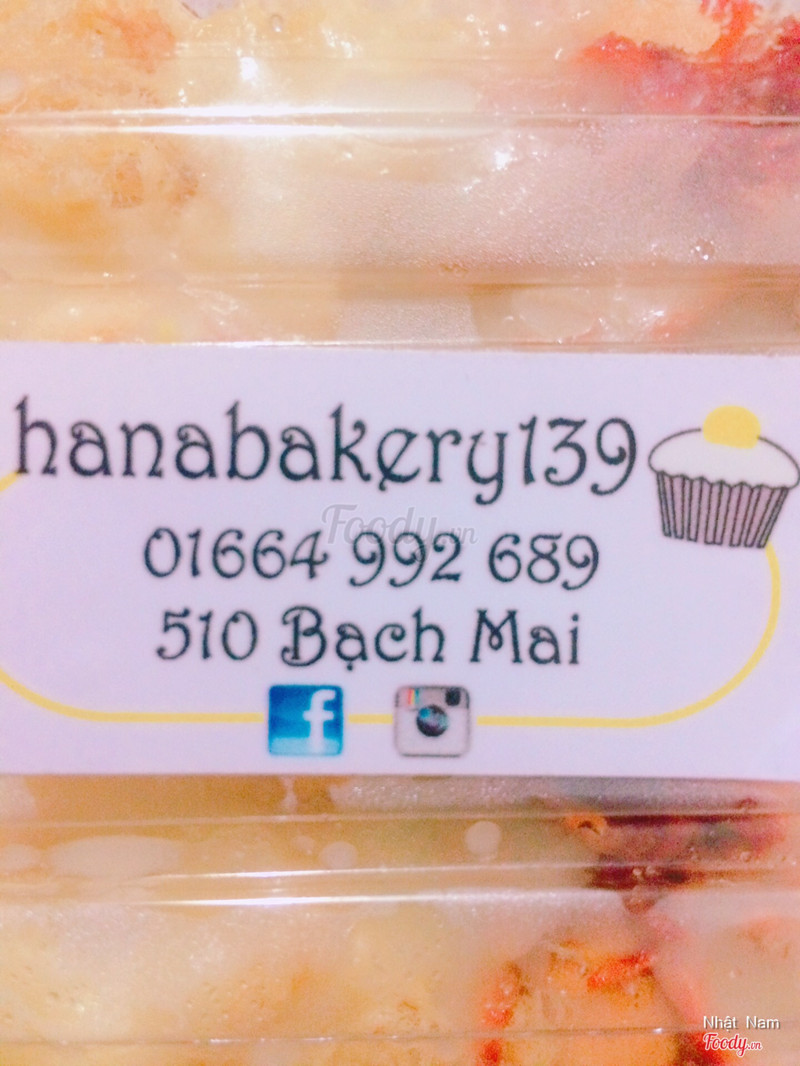 hanabakery139
01664 992 689
510 Bạch Mai
Foody.vn
Nhật Nam
Foody.vn